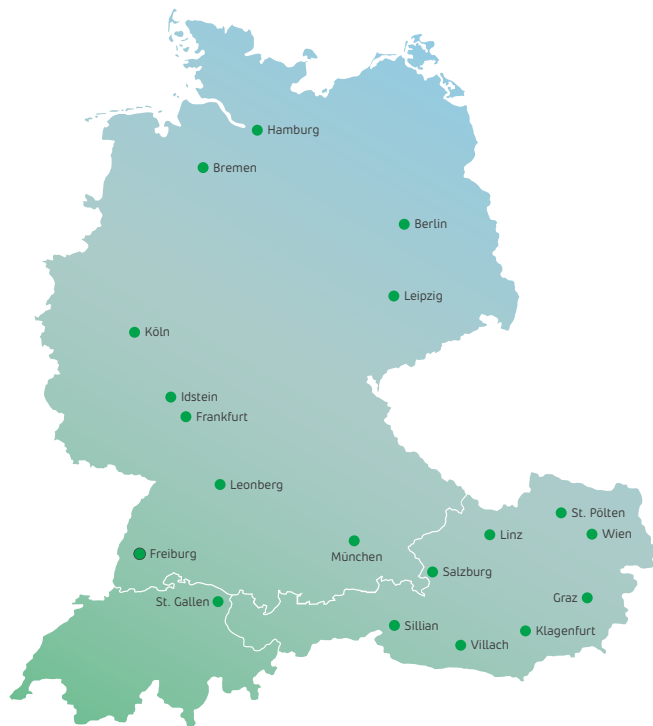 Hamburg
Bremen
Berlin
Leipzig
Köln
Idstein
Frankfurt
Leonberg
St. Pölten
Linz
Wien
München
Freiburg
Salzburg
St. Gallen
Graz
Sillian
Klagenfurt
Villach